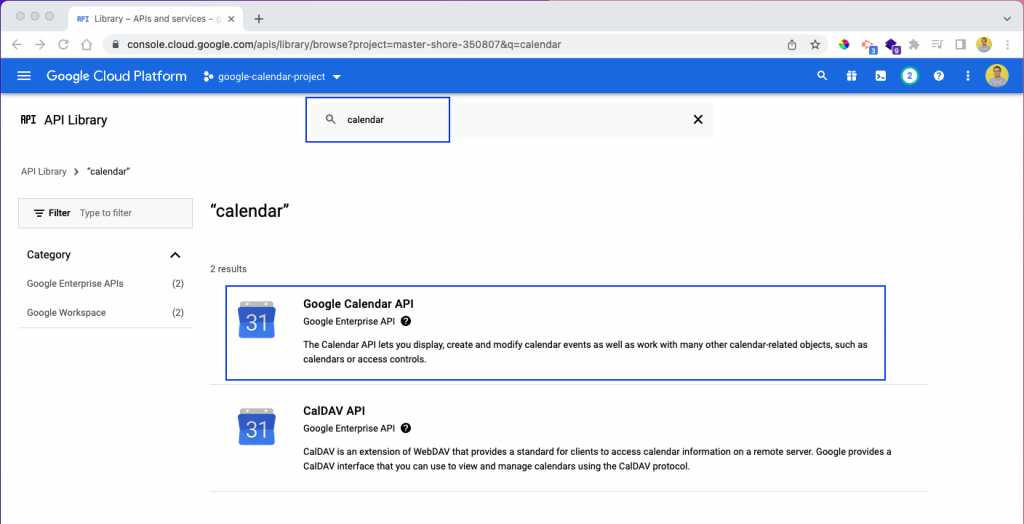 API Library – APIs and services – g
console.cloud.google.com/apis/library/browse?project=master-shore-350807&q=calendar
3
9
Google Cloud Platform
google-calendar-project
2
API API Library
calendar
API Library
“calendar”
Filter Type to filter
“calendar”
Category
2 results
Google Enterprise APIs (2)
Google Workspace (2)
31
Google Calendar API
Google Enterprise API
The Calendar API lets you display, create and modify calendar events as well as work with many other calendar-related objects, such as
calendars or access controls.
31
CalDAV API
Google Enterprise API
CalDAV is an extension of WebDAV that provides a standard for clients to access calendar information on a remote server. Google provides a
CalDAV interface that you can use to view and manage calendars using the CalDAV protocol.